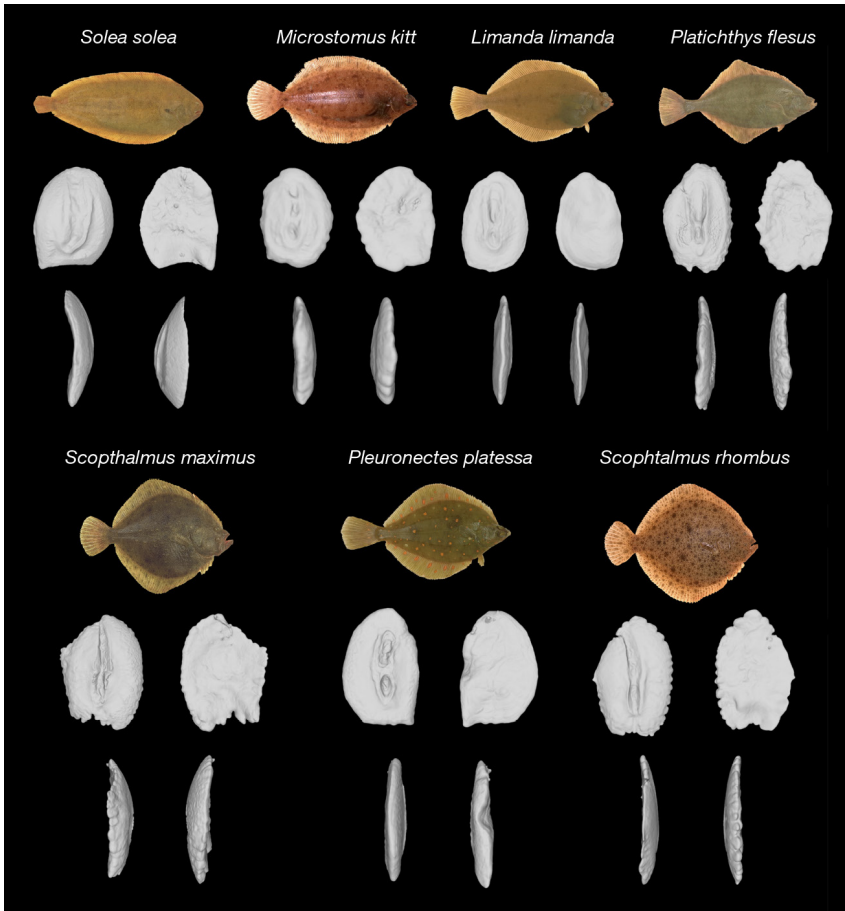 Solea solea
Microstomus kitt
Limanda limanda
Platichthys flesus
Scopthalmus maximus
Pleuronectes platessa
Scophtalmus rhombus